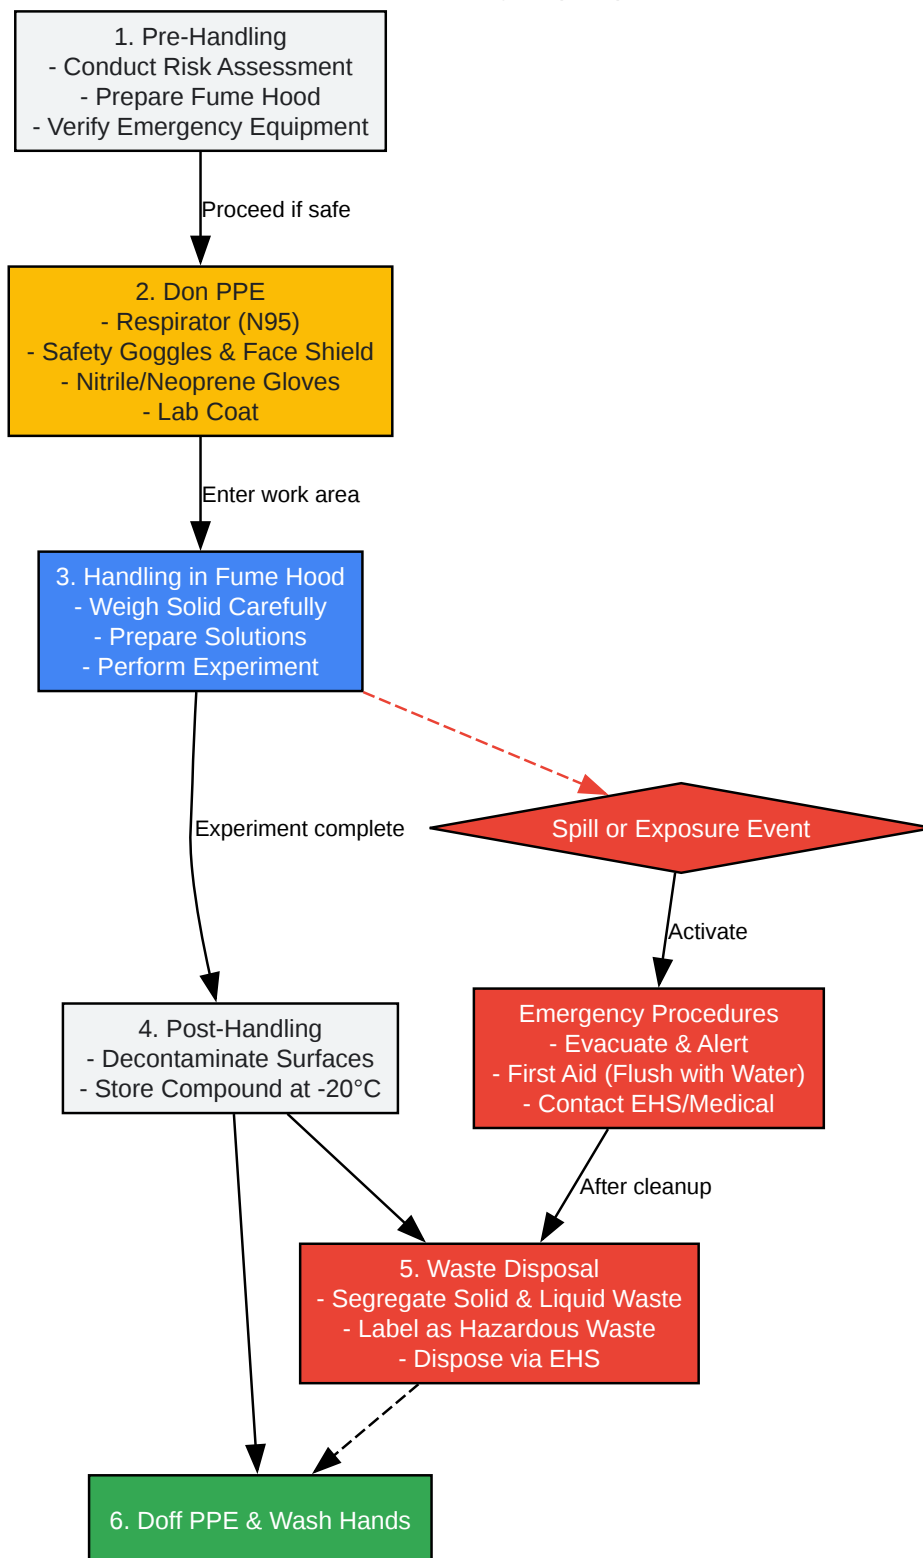 1. Pre-Handling
- Conduct Risk Assessment
- Prepare Fume Hood
- Verify Emergency Equipment
Proceed if safe
2. Don PPE
- Respirator (N95)
- Safety Goggles & Face Shield
- Nitrile/Neoprene Gloves
- Lab Coat
Enter work area
3. Handling in Fume Hood
- Weigh Solid Carefully
- Prepare Solutions
- Perform Experiment
Experiment complete
Spill or Exposure Event
Activate
4. Post-Handling
- Decontaminate Surfaces
- Store Compound at -20°C
Emergency Procedures
- Evacuate & Alert
- First Aid (Flush with Water)
- Contact EHS/Medical
After cleanup
5. Waste Disposal
- Segregate Solid & Liquid Waste
- Label as Hazardous Waste
- Dispose via EHS
6. Doff PPE & Wash Hands